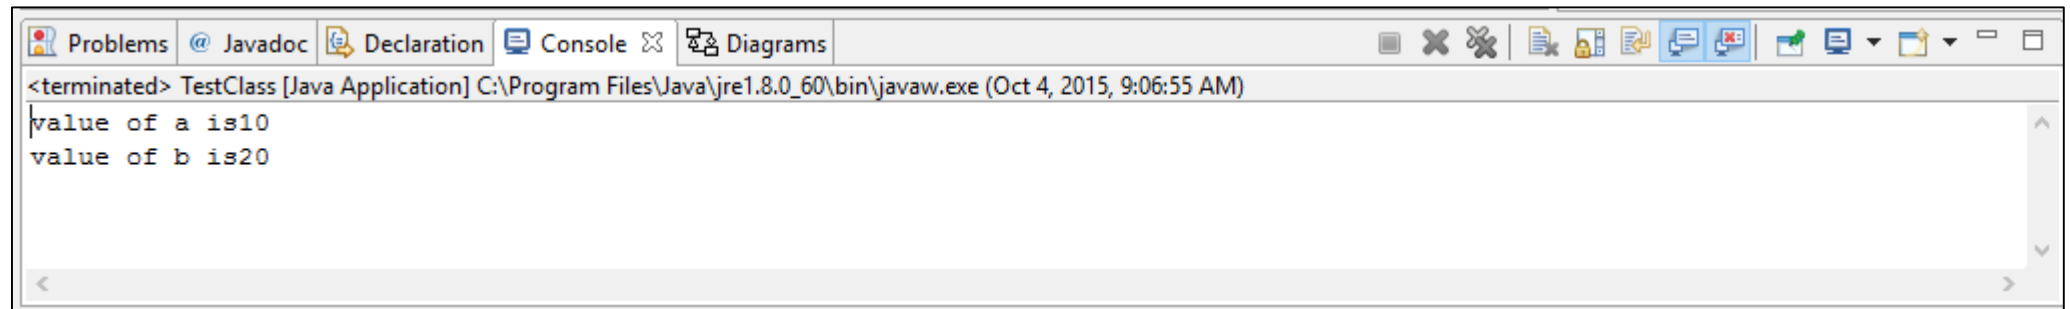 Problems @ Javadoc Declaration Console Diagrams
<terminated> TestClass [Java Application] C:\Program Files\Java\jre1.8.0_60\bin\javaw.exe (Oct 4, 2015, 9:06:55 AM)
value of a is10
value of b is20